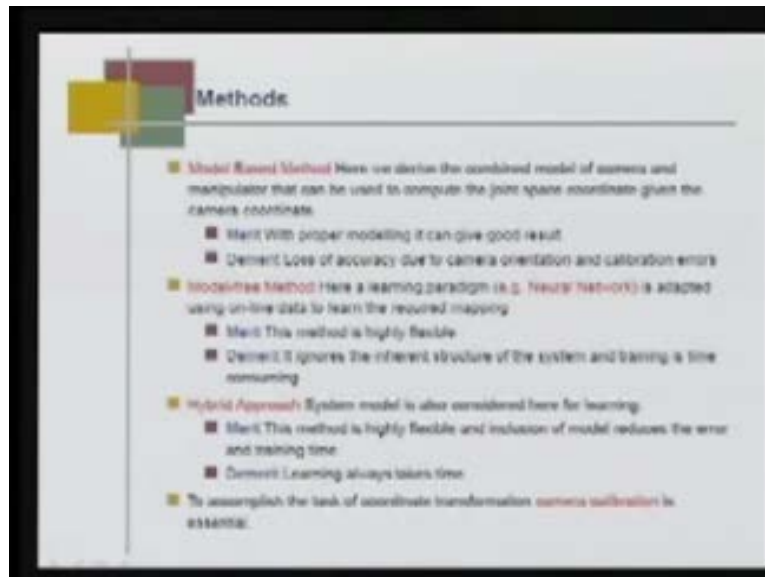 Methods
Model Based Method Here we derive the combined model of camera and
manipulator that can be used to compute the joint space coordinate given the
camera coordinate
Merit With proper modelling it can give good result
Demerit Loss of accuracy due to camera orientation and calibration errors
Model-free Method Here a learning paradigm (e.g. Neural Network) is adapted
using on-line data to learn the required mapping
Merit This method is highly flexible
Demerit It ignores the inherent structure of the system and training is time
consuming
Hybrid Approach System model is also considered here for learning
Merit This method is highly flexible and inclusion of model reduces the error
and training time
Demerit Learning always takes time
To accomplish the task of coordinate transformation camera calibration is
essential